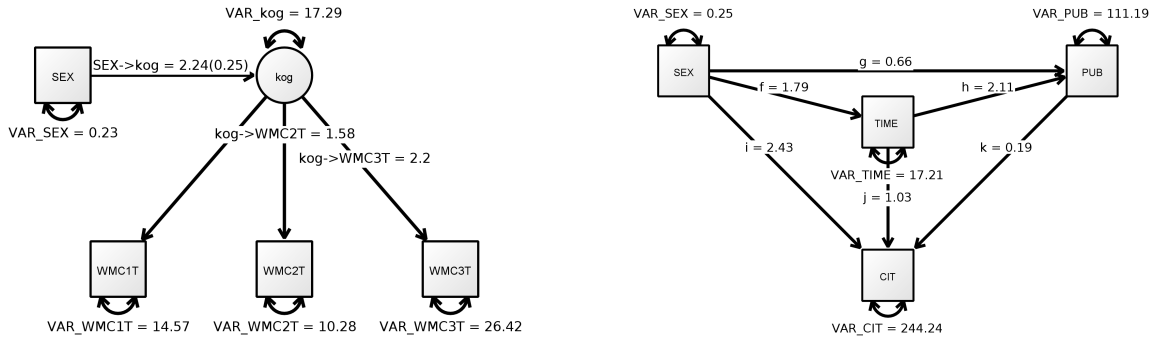 VAR_kog = 17.29
SEX
SEX->kog = 2.24(0.25)
kog
VAR_SEX = 0.23
kog->WMC2T = 1.58
kog->WMC3T = 2.2
WMC1T
WMC2T
WMC3T
VAR_WMC1T = 14.57
VAR_WMC2T = 10.28
VAR_WMC3T = 26.42
VAR_SEX = 0.25
VAR_PUB = 111.19
SEX
g = 0.66
PUB
f = 1.79
h = 2.11
TIME
i = 2.43
k = 0.19
VAR_TIME = 17.21
j = 1.03
CIT
VAR_CIT = 244.24